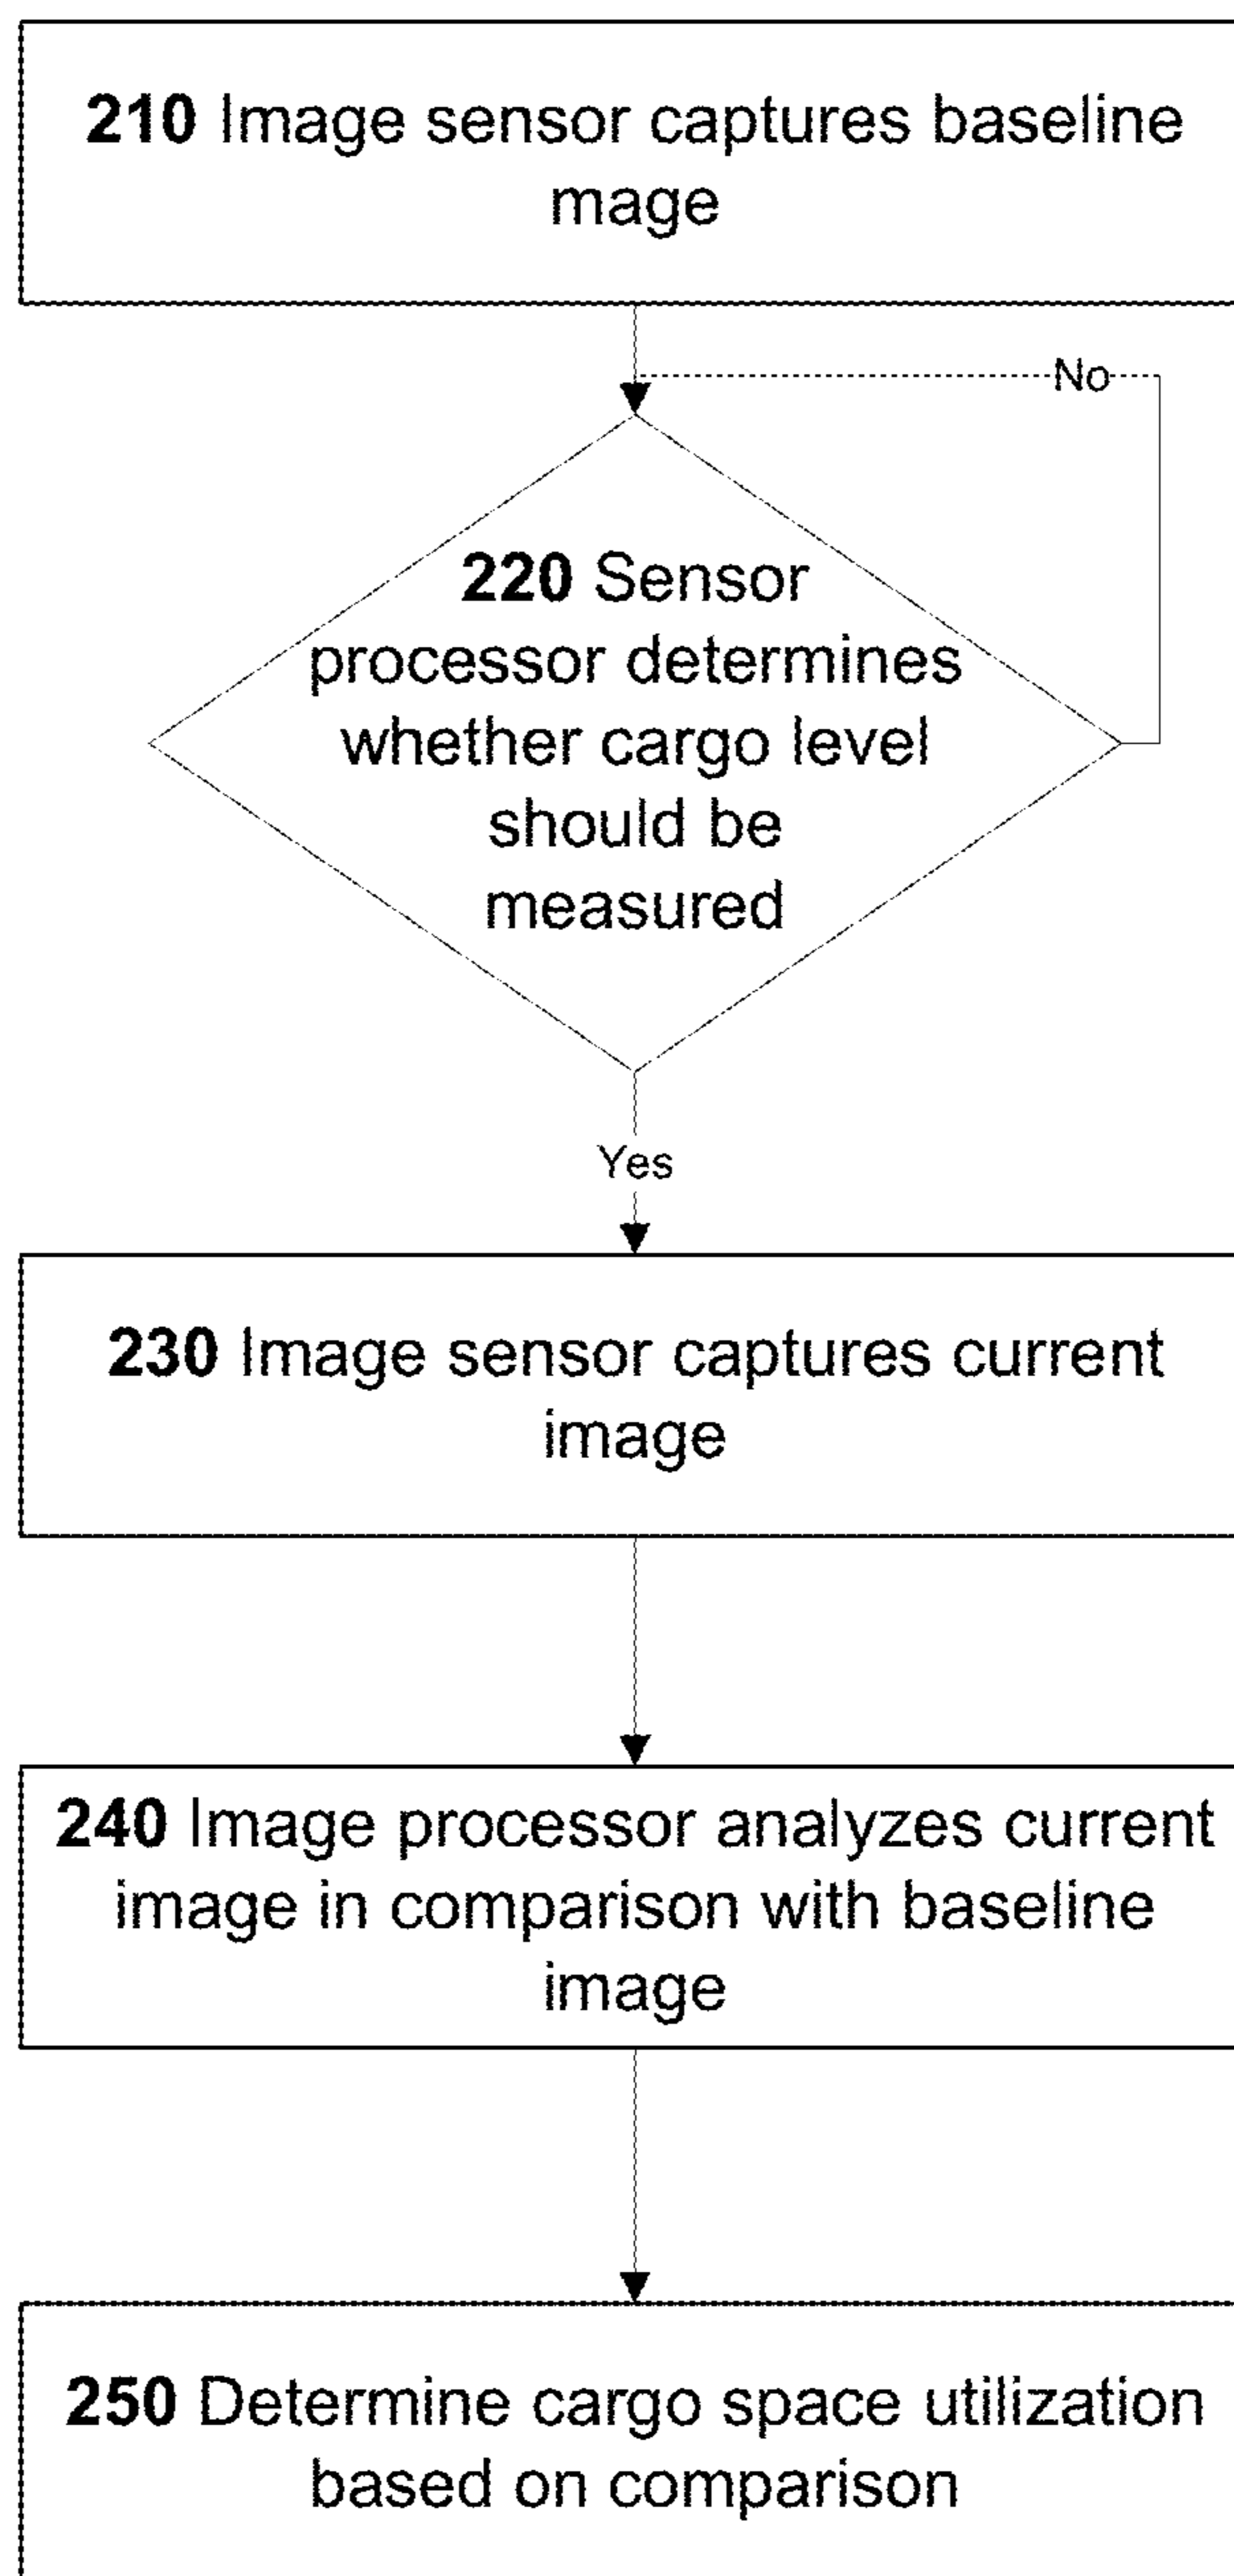 210 Image sensor captures baseline
mage
No
220 Sensor
processor determines
whether cargo level
should be
measured
Yes
230 Image sensor captures current
image
240 Image processor analyzes current
image in comparison with baseline
image
250 Determine cargo space utilization
based on comparison